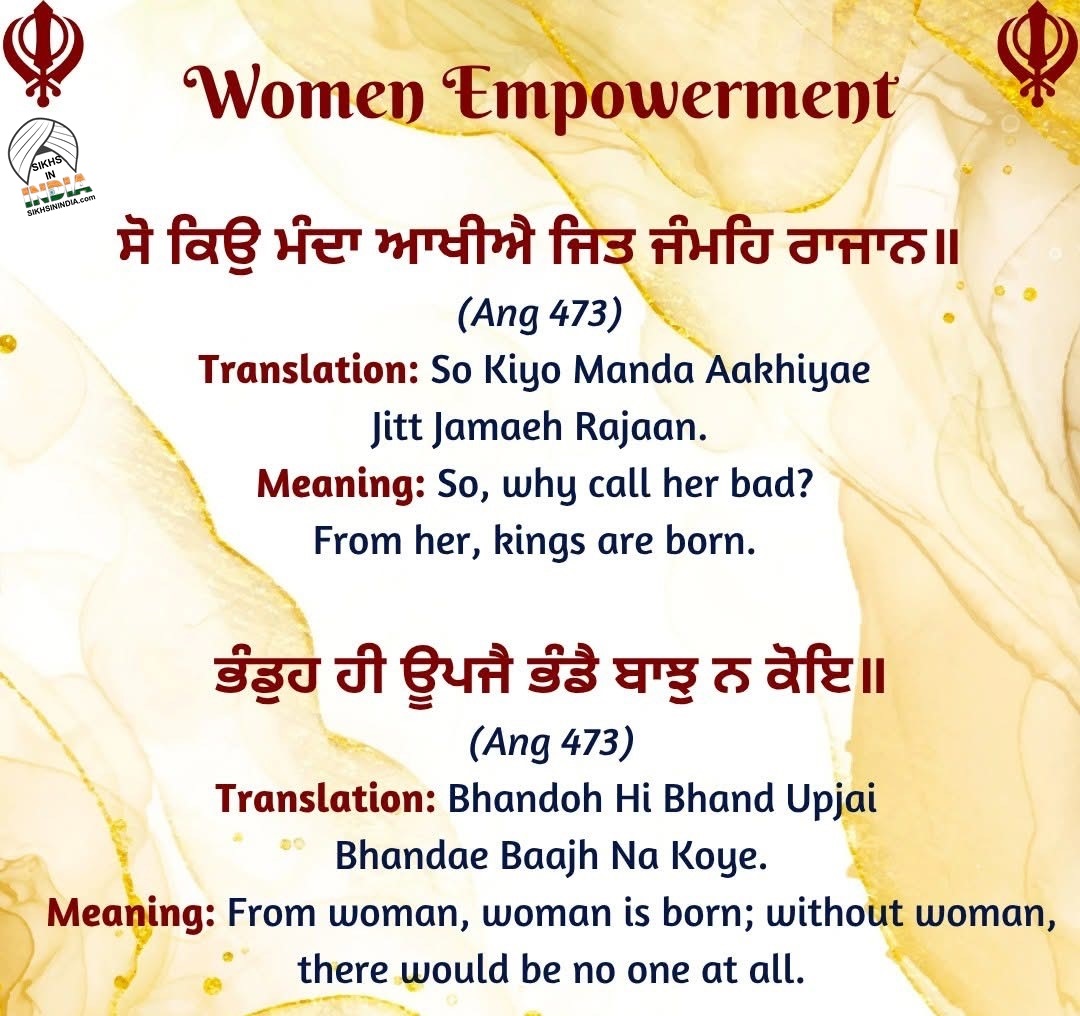 Women Empowerment
SIKHS
IN
INDIA
SIKHSININDIA.com
ਸੋ ਕਿਉ ਮੰਦਾ ਆਖੀਐ ਜਿਤ ਜੰਮਹਿ ਰਾਜਾਨ॥
(Ang 473)
Translation: So Kiyo Manda Aakhiyae
Jitt Jamaeh Rajaan.
Meaning: So, why call her bad?
From her, kings are born.
ਭੰਡੁਹ ਹੀ ਊਪਜੈ ਭੰਡੈ ਬਾਝੁ ਨ ਕੋਇ॥
(Ang 473)
Translation: Bhandoh Hi Bhand Upjai
Bhandae Baajh Na Koye.
Meaning: From woman, woman is born; without woman,
there would be no one at all.